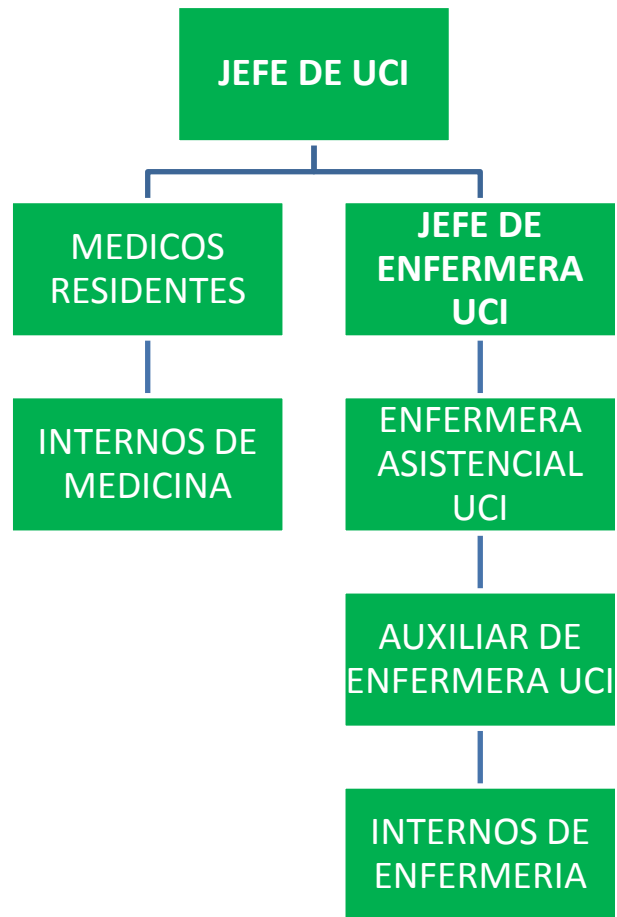 JEFE DE UCI
MEDICOS
RESIDENTES
JEFE DE
ENFERMERA
UCI
INTERNOS DE
MEDICINA
ENFERMERA
ASISTENCIAL
UCI
AUXILIAR DE
ENFERMERA UCI
INTERNOS DE
ENFERMERIA